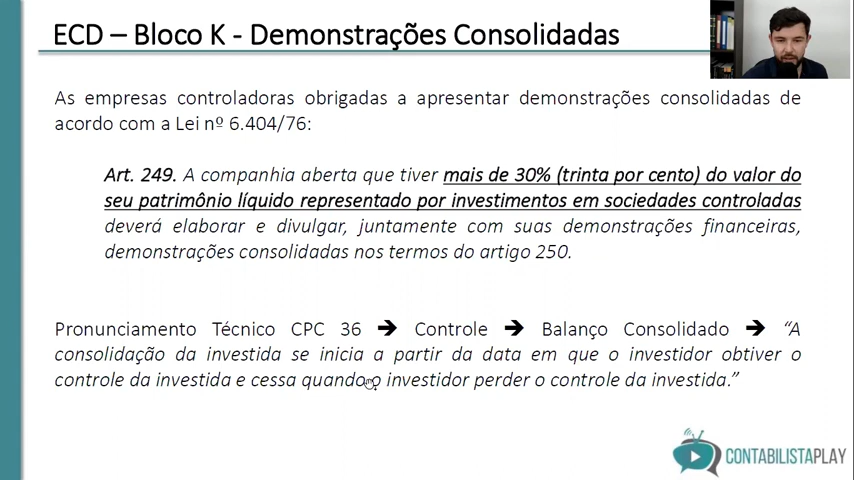 ECD – Bloco K - Demonstrações Consolidadas
As empresas controladoras obrigadas a apresentar demonstrações consolidadas de
acordo com a Lei nº 6.404/76:
Art. 249. A companhia aberta que tiver mais de 30% (trinta por cento) do valor do
seu patrimônio líquido representado por investimentos em sociedades controladas
deverá elaborar e divulgar, juntamente com suas demonstrações financeiras,
demonstrações consolidadas nos termos do artigo 250.
Pronunciamento Técnico CPC 36 ➔ Controle ➔ Balanço Consolidado ➔ “A
consolidação da investida se inicia a partir da data em que o investidor obtiver o
controle da investida e cessa quando o investidor perder o controle da investida.”
CONTABILISTAPLAY